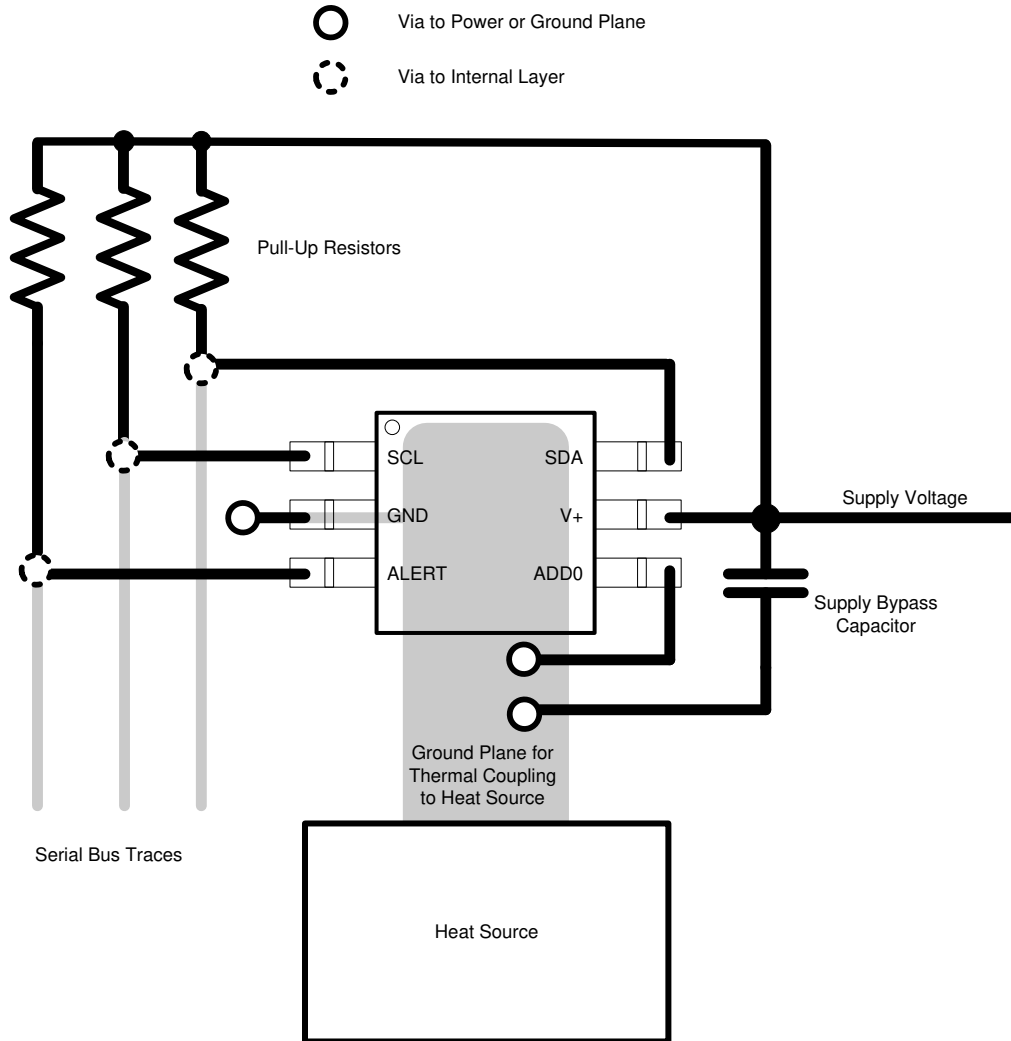 Via to Power or Ground Plane
Via to Internal Layer
Pull-Up Resistors
SCL
SDA
GND
V+
ALERT
ADD0
Supply Voltage
Supply Bypass
Capacitor
Ground Plane for
Thermal Coupling
to Heat Source
Serial Bus Traces
Heat Source